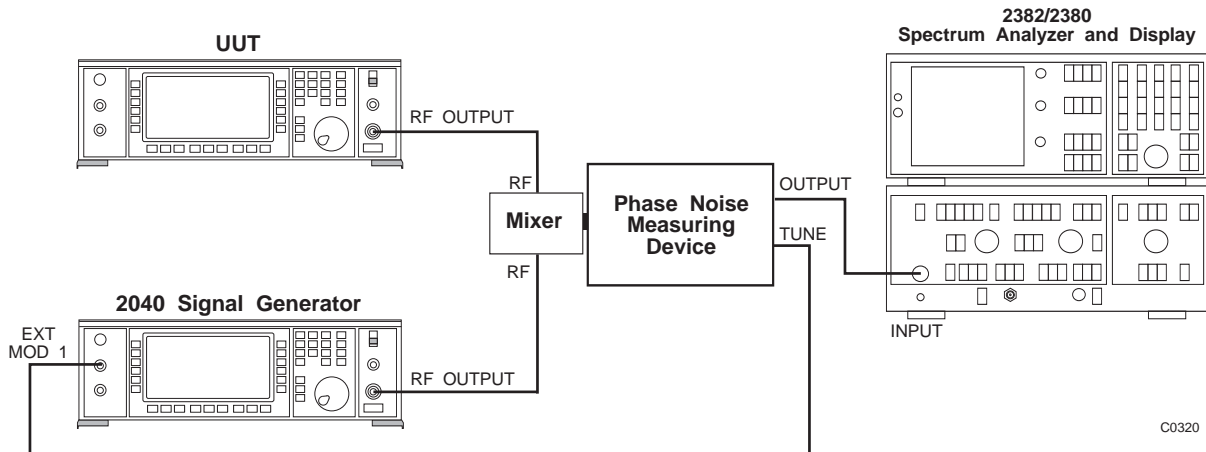 2382/2380
Spectrum Analyzer and Display
UUT
RF OUTPUT
RF
Mixer
RF
Phase Noise
Measuring
Device
OUTPUT
TUNE
2040 Signal Generator
EXT
MOD 1
RF OUTPUT
INPUT
C0320